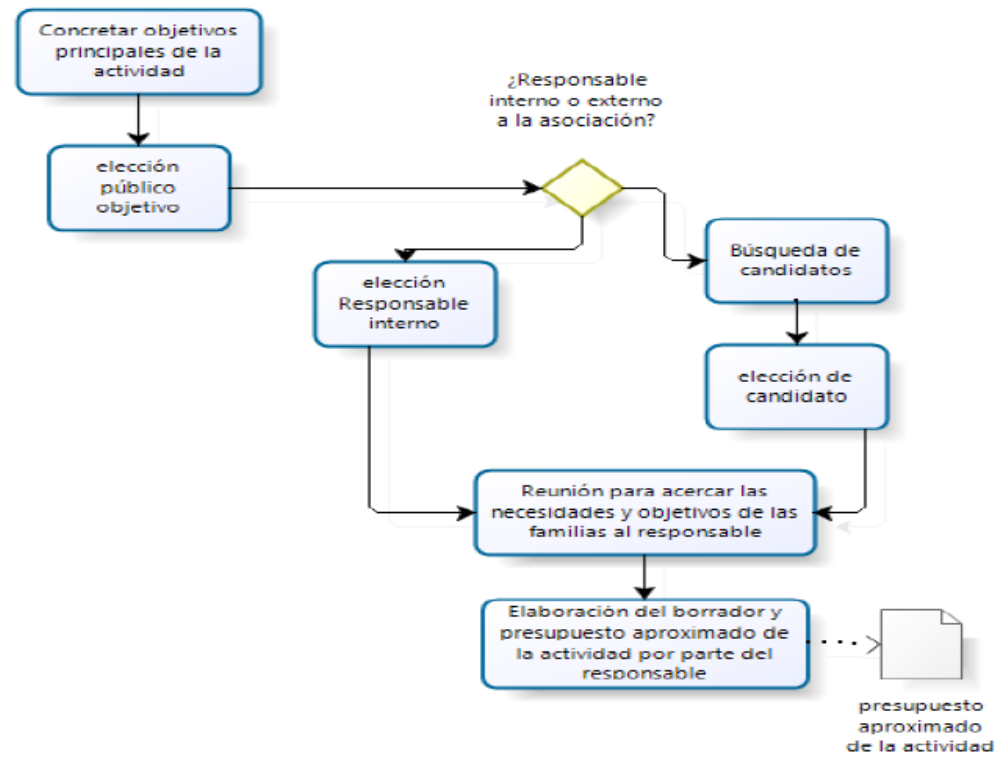 Concretar objetivos
principales de la
actividad
¿Responsable
interno o externo
a la asociación?
elección
público
objetivo
Búsqueda de
candidatos
elección
Responsable
interno
elección de
candidato
Reunión para acercar las
necesidades y objetivos de las
familias al responsable
Elaboración del borrador y
presupuesto aproximado de
la actividad por parte del
responsable
presupuesto
aproximado
de la actividad